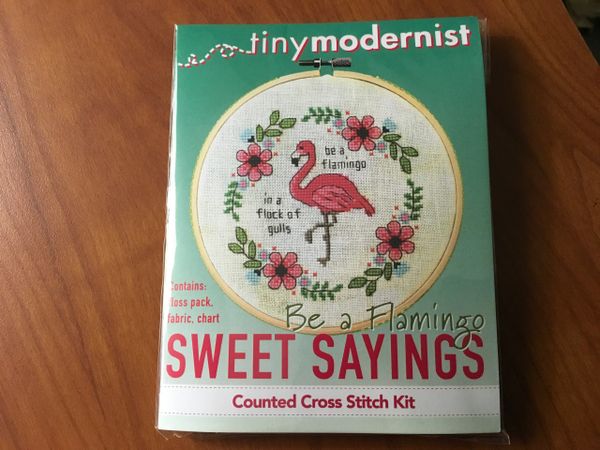 tinymodernist
be a
flamingo
in a
flock of
gulls
Contains:
floss pack,
fabric, chart
Be a Flamingo
SWEET SAYINGS
Counted Cross Stitch Kit